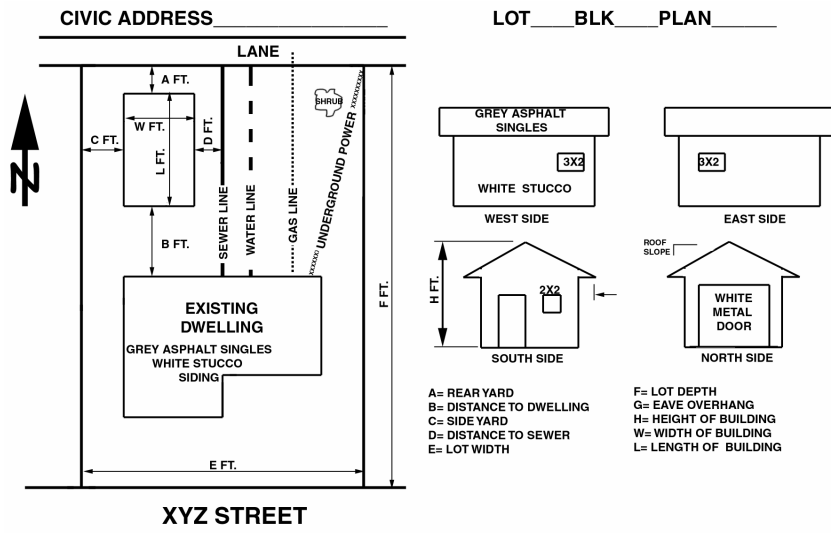 CIVIC ADDRESS_________________
LOT____BLK____PLAN______
LANE
A FT.
SHRUB
W FT.
L FT.
C FT.
D FT.
B FT.
SEWER LINE
WATER LINE
GAS LINE
xxxxxx UNDERGROUND POWER xxxxxxxxxx
N
EXISTING
DWELLING
GREY ASPHALT SINGLES
WHITE STUCCO
SIDING
F FT.
E FT.
XYZ STREET
GREY ASPHALT
SINGLES
3X2
WHITE STUCCO
WEST SIDE
3X2
EAST SIDE
H FT.
2X2
SOUTH SIDE
ROOF
SLOPE
WHITE
METAL
DOOR
NORTH SIDE
A= REAR YARD
B= DISTANCE TO DWELLING
C= SIDE YARD
D= DISTANCE TO SEWER
E= LOT WIDTH
F= LOT DEPTH
G= EAVE OVERHANG
H= HEIGHT OF BUILDING
W= WIDTH OF BUILDING
L= LENGTH OF BUILDING